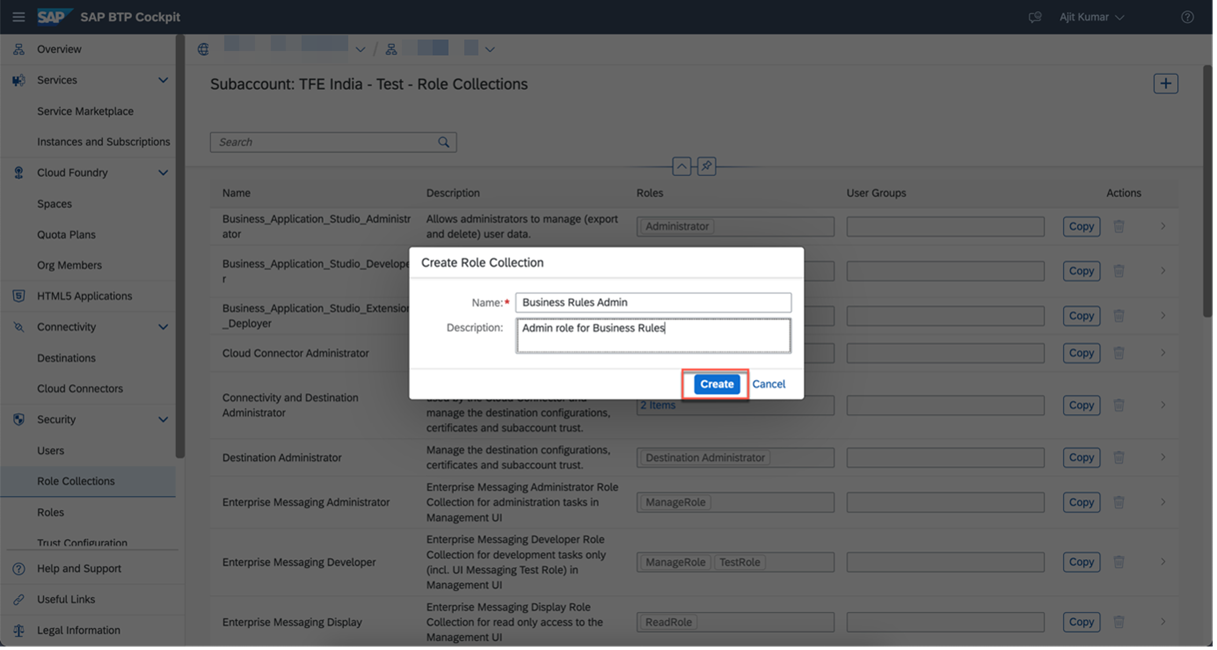 SAP SAP BTP Cockpit
Ajit Kumar
Overview
Services
Service Marketplace
Instances and Subscriptions
Cloud Foundry
Spaces
Quota Plans
Org Members
HTML5 Applications
Connectivity
Destinations
Cloud Connectors
Security
Users
Role Collections
Roles
Trust Configuration
Help and Support
Useful Links
Legal Information
/
Subaccount: TFE India - Test - Role Collections
Search
Name Description Roles User Groups Actions
Business_Application_Studio_Administr
ator
Allows administrators to manage (export
and delete) user data.
Administrator
Copy
Business_Application_Studio_Develope
r
Copy
Business_Application_Studio_Extension
_Deployer
Copy
Cloud Connector Administrator
Copy
Connectivity and Destination
Administrator
manage the destination configurations,
certificates and subaccount trust.
2 Items
Copy
Destination Administrator
Manage the destination configurations,
certificates and subaccount trust.
Destination Administrator
Copy
Enterprise Messaging Administrator
Enterprise Messaging Administrator Role
Collection for administration tasks in
Management UI
ManageRole
Copy
Enterprise Messaging Developer
Enterprise Messaging Developer Role
Collection for development tasks only
(incl. UI Messaging Test Role) in
Management UI
ManageRole TestRole
Copy
Enterprise Messaging Display
Enterprise Messaging Display Role
Collection for read only access to the
Management UI
ReadRole
Copy
Create Role Collection
Name:* Business Rules Admin
Description: Admin role for Business Rules
Create Cancel